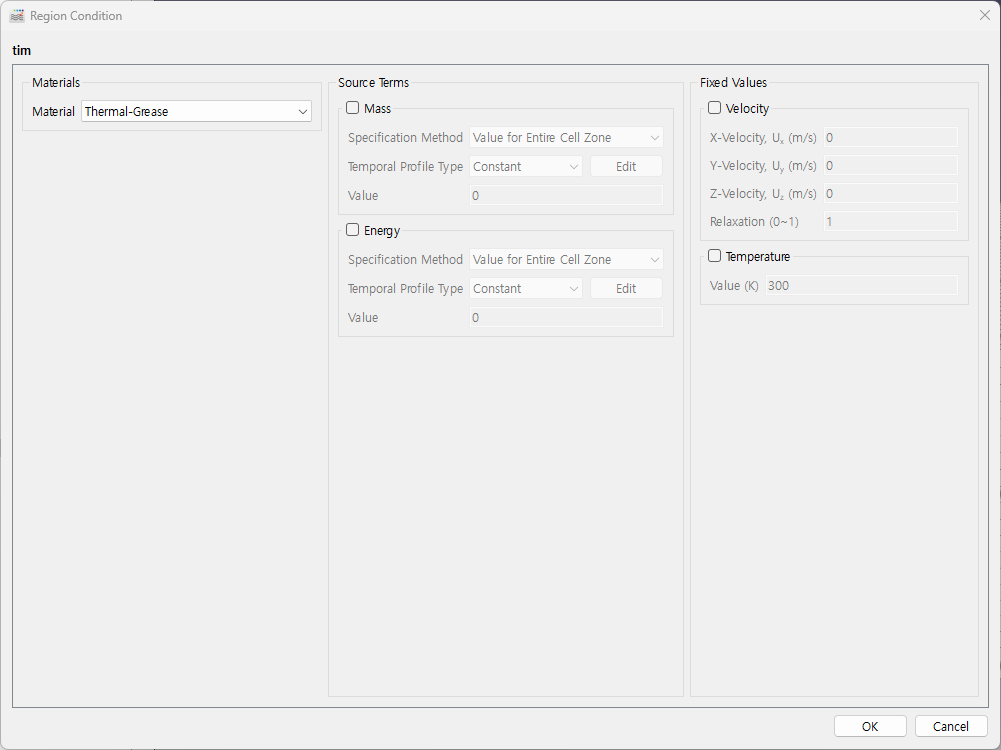 Region Condition
tim
Materials
Material Thermal-Grease
Source Terms
Mass
Specification Method Value for Entire Cell Zone
Temporal Profile Type Constant Edit
Value 0
Energy
Specification Method Value for Entire Cell Zone
Temporal Profile Type Constant Edit
Value 0
Fixed Values
Velocity
X-Velocity, Ux (m/s) 0
Y-Velocity, Uy (m/s) 0
Z-Velocity, Uz (m/s) 0
Relaxation (0~1) 1
Temperature
Value (K) 300
OK Cancel